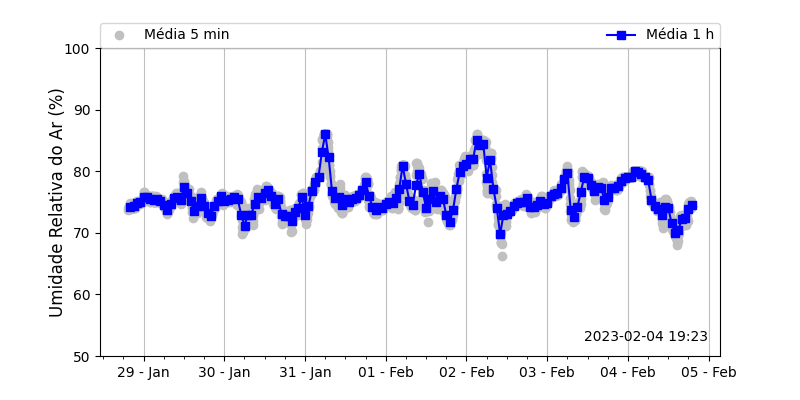 Média 5 min
Média 1 h
Umidade Relativa do Ar (%)
100
90
80
70
60
50
2023-02-04 19:23
29 - Jan
30 - Jan
31 - Jan
01 - Feb
02 - Feb
03 - Feb
04 - Feb
05 - Feb